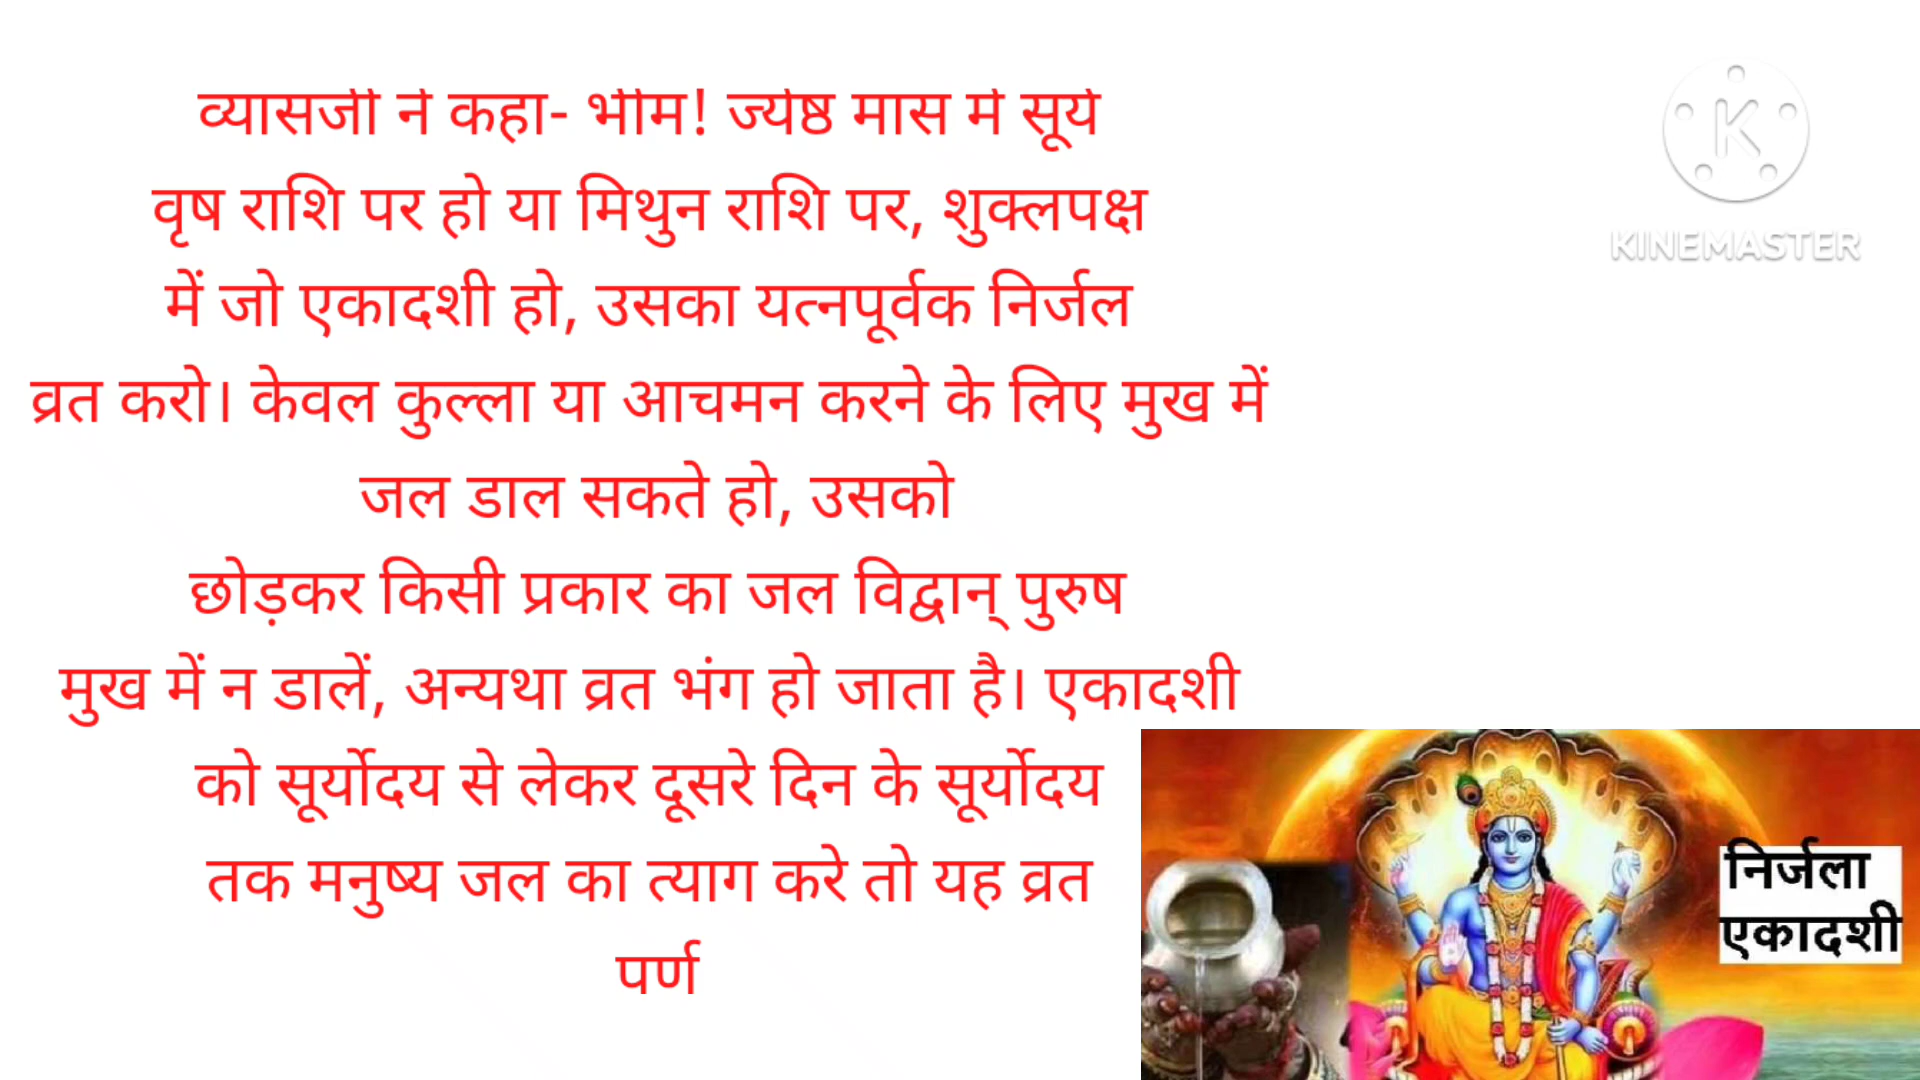 व्यासजी ने कहा- भीम! ज्येष्ठ मास में सूर्य
वृष राशि पर हो या मिथुन राशि पर, शुक्लपक्ष
में जो एकादशी हो, उसका यत्नपूर्वक निर्जल
व्रत करो। केवल कुल्ला या आचमन करने के लिए मुख में
जल डाल सकते हो, उसको
छोड़कर किसी प्रकार का जल विद्वान् पुरुष
मुख में न डालें, अन्यथा व्रत भंग हो जाता है। एकादशी
को सूर्योदय से लेकर दूसरे दिन के सूर्योदय
तक मनुष्य जल का त्याग करे तो यह व्रत
पर्ण
K
KINEMASTER
निर्जला
एकादशी